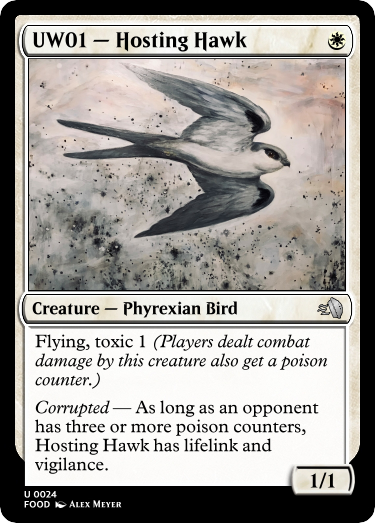 UW01 — Hosting Hawk
Creature — Phyrexian Bird
Flying, toxic 1 (Players dealt combat
damage by this creature also get a poison
counter.)
Corrupted — As long as an opponent
has three or more poison counters,
Hosting Hawk has lifelink and
vigilance.
1/1
U 0024
FOOD Alex Meyer